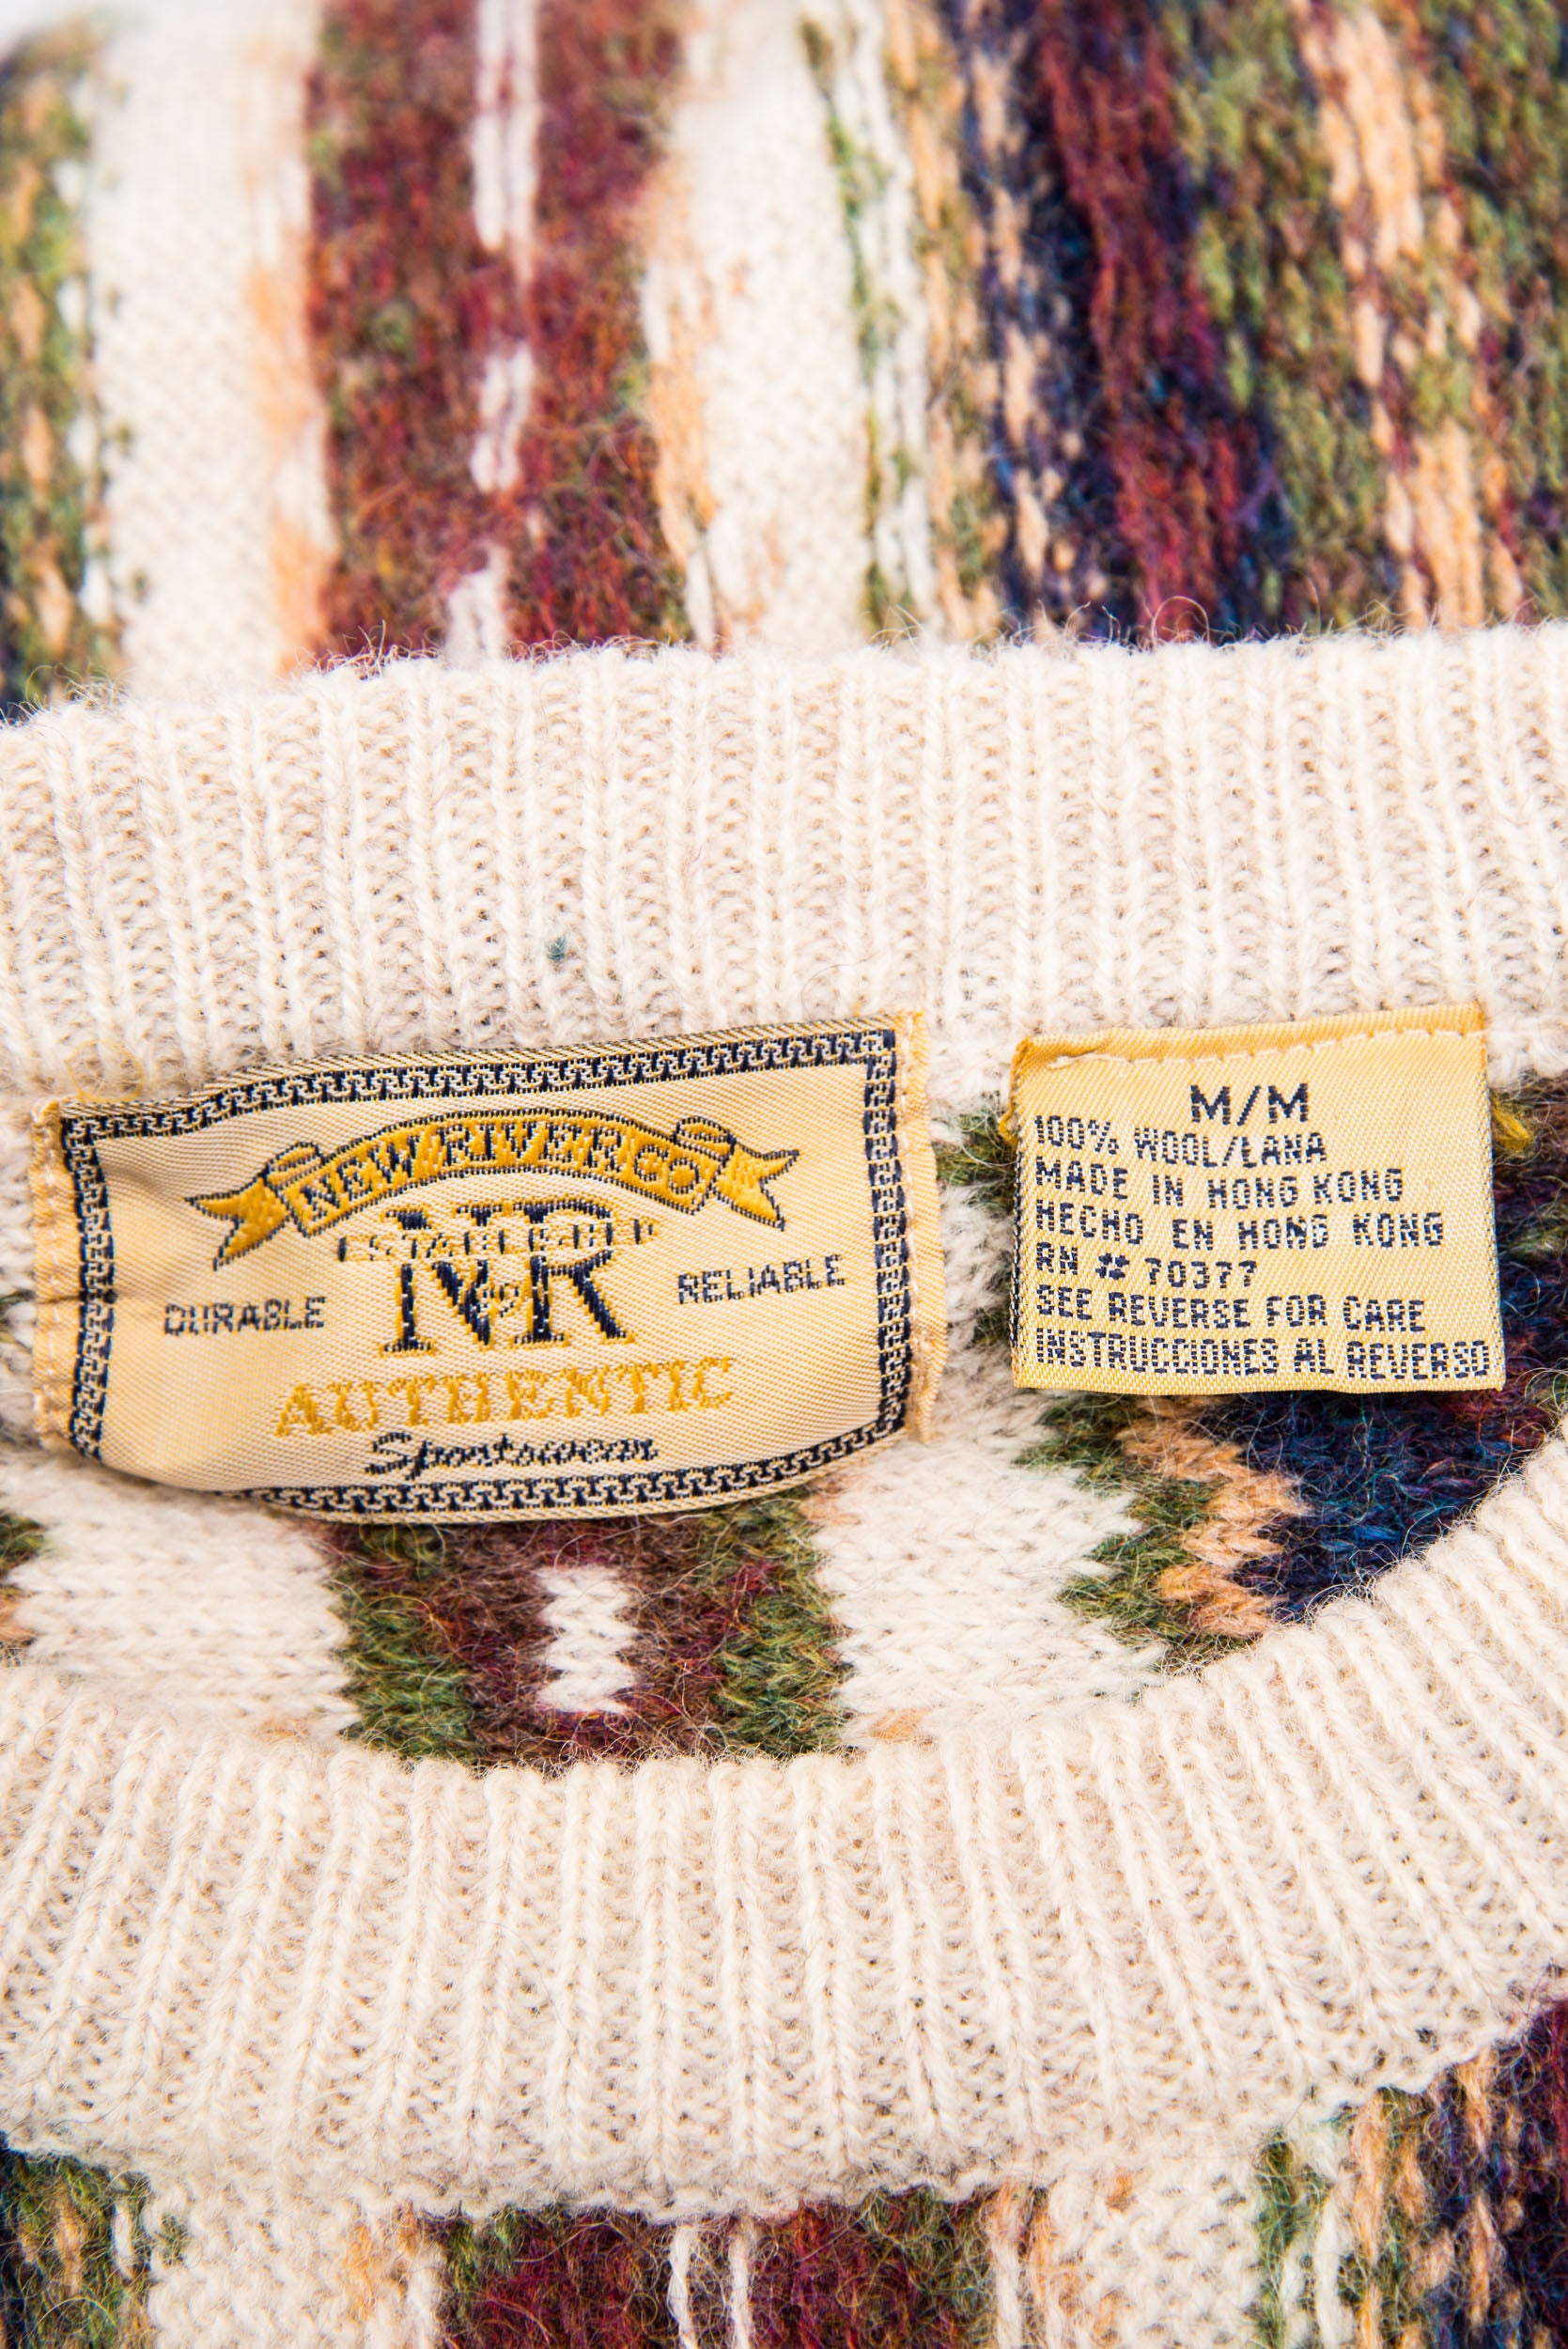 NEW RIVER CO
ESTABLISHED
NR
DURABLE
RELIABLE
AUTHENTIC
Sportswear
M/M
100% WOOL/LANA
MADE IN HONG KONG
HECHO EN HONG KONG
RN # 70377
SEE REVERSE FOR CARE
INSTRUCCIONES AL REVERSO